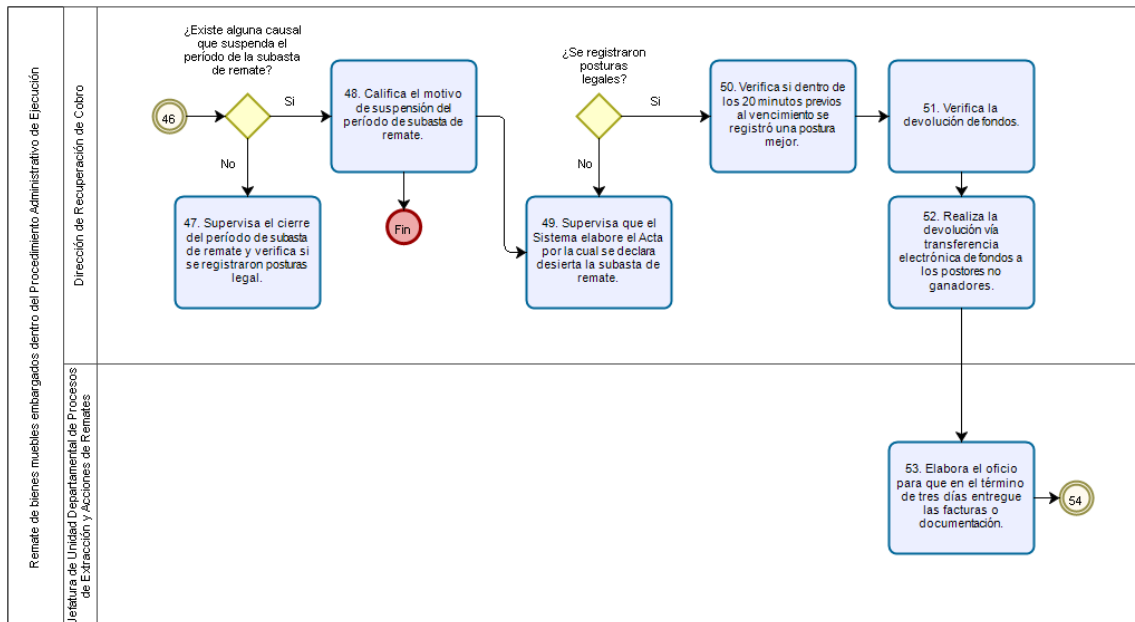 Remate de bienes muebles embargados dentro del Procedimiento Administrativo de Ejecución
Dirección de Recuperación de Cobro
¿Existe alguna causal
que suspenda el
período de la subasta
de remate?
46
Si
No
47. Supervisa el cierre
del período de subasta
de remate y verifica si
se registraron posturas
legal.
48. Califica el motivo
de suspensión del
período de subasta de
remate.
Fin
¿Se registraron
posturas
legales?
Si
No
49. Supervisa que el
Sistema elabore el Acta
por la cual se declara
desierta la subasta de
remate.
50. Verifica si dentro de
los 20 minutos previos
al vencimiento se
registró una postura
mejor.
51. Verifica la
devolución de fondos.
52. Realiza la
devolución vía
transferencia
electrónica de fondos a
los postores no
ganadores.
Jefatura de Unidad Departamental de Procesos
de Extracción y Acciones de Remates
53. Elabora el oficio
para que en el término
de tres días entregue
las facturas o
documentación.
54